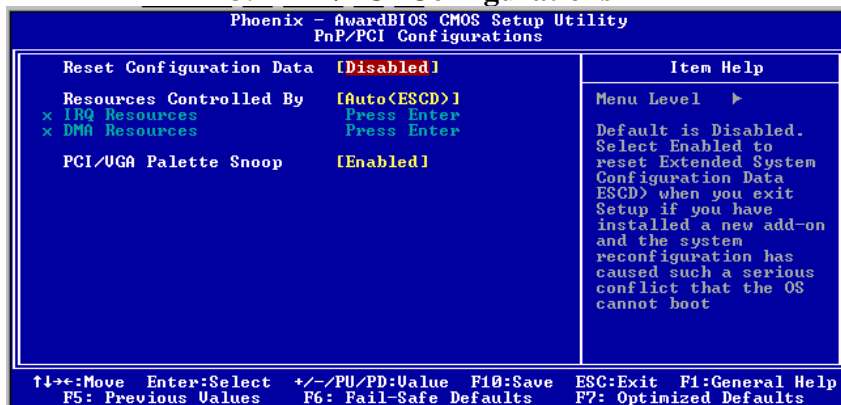 Phoenix - AwardBIOS CMOS Setup Utility
PnP/PCI Configurations
Reset Configuration Data [Disabled]
Resources Controlled By [Auto(ESCD)]
x IRQ Resources Press Enter
x DMA Resources Press Enter
PCI/VGA Palette Snoop [Enabled]
Item Help
Menu Level ►
Default is Disabled.
Select Enabled to
reset Extended System
Configuration Data
ESCD) when you exit
Setup if you have
installed a new add-on
and the system
reconfiguration has
caused such a serious
conflict that the OS
cannot boot
↑↓→←:Move Enter:Select +/-/PU/PD:Value F10:Save ESC:Exit F1:General Help
F5: Previous Values F6: Fail-Safe Defaults F7: Optimized Defaults